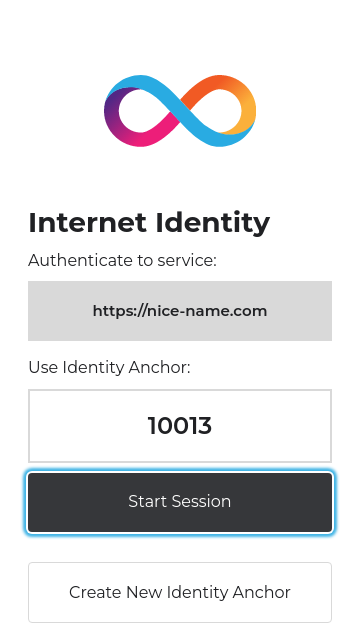 Internet Identity
Authenticate to service:
https://nice-name.com
Use Identity Anchor:
10013
Start Session
Create New Identity Anchor